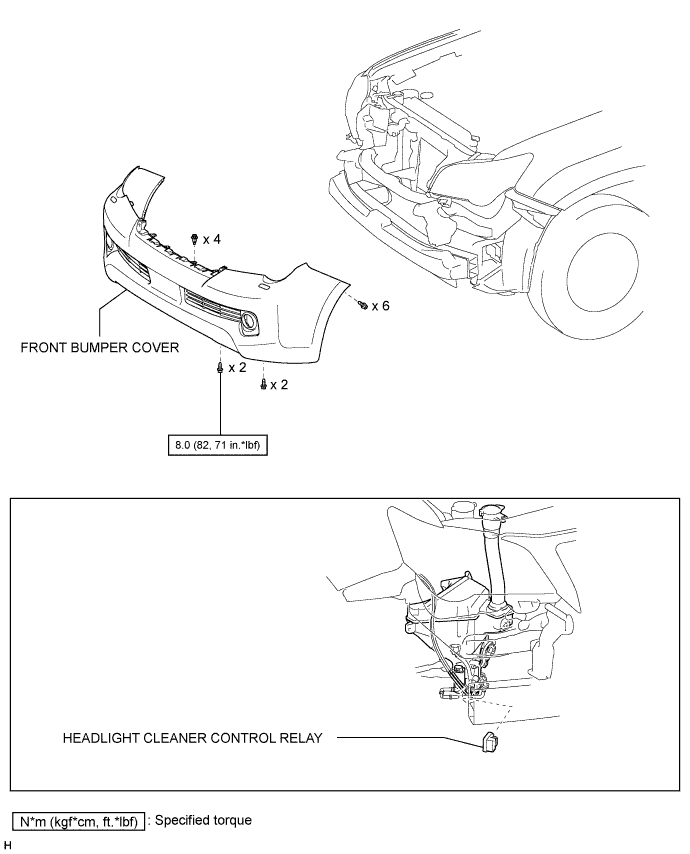 x 4
x 6
FRONT BUMPER COVER
x 2
x 2
8.0 (82, 71 in.*lbf)
HEADLIGHT CLEANER CONTROL RELAY
N*m (kgf*cm, ft.*lbf) : Specified torque
H